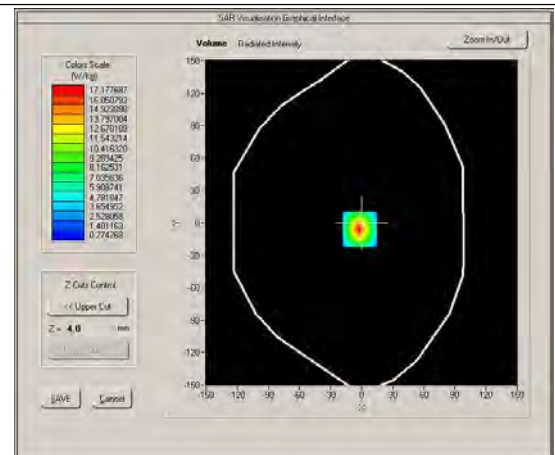 SAR Visualisation Graphical Interface
Volume Radiated Intensity
Zoom In/Out
Colors Scale
(W/kg)
17.177687
16.050793
14.923898
13.797004
12.670109
11.543214
10.416320
9.289425
8.162531
7.035636
5.908741
4.781847
3.654952
2.528058
1.401163
0.274268
Z Cuts Control
<< Upper Cut
Z = 4.0 mm
SAVE Cancel
Y
150
120
90
60
30
0
-30
-60
-90
-120
-150
-150 -120 -90 -60 -30 0 30 60 90 120 150
X